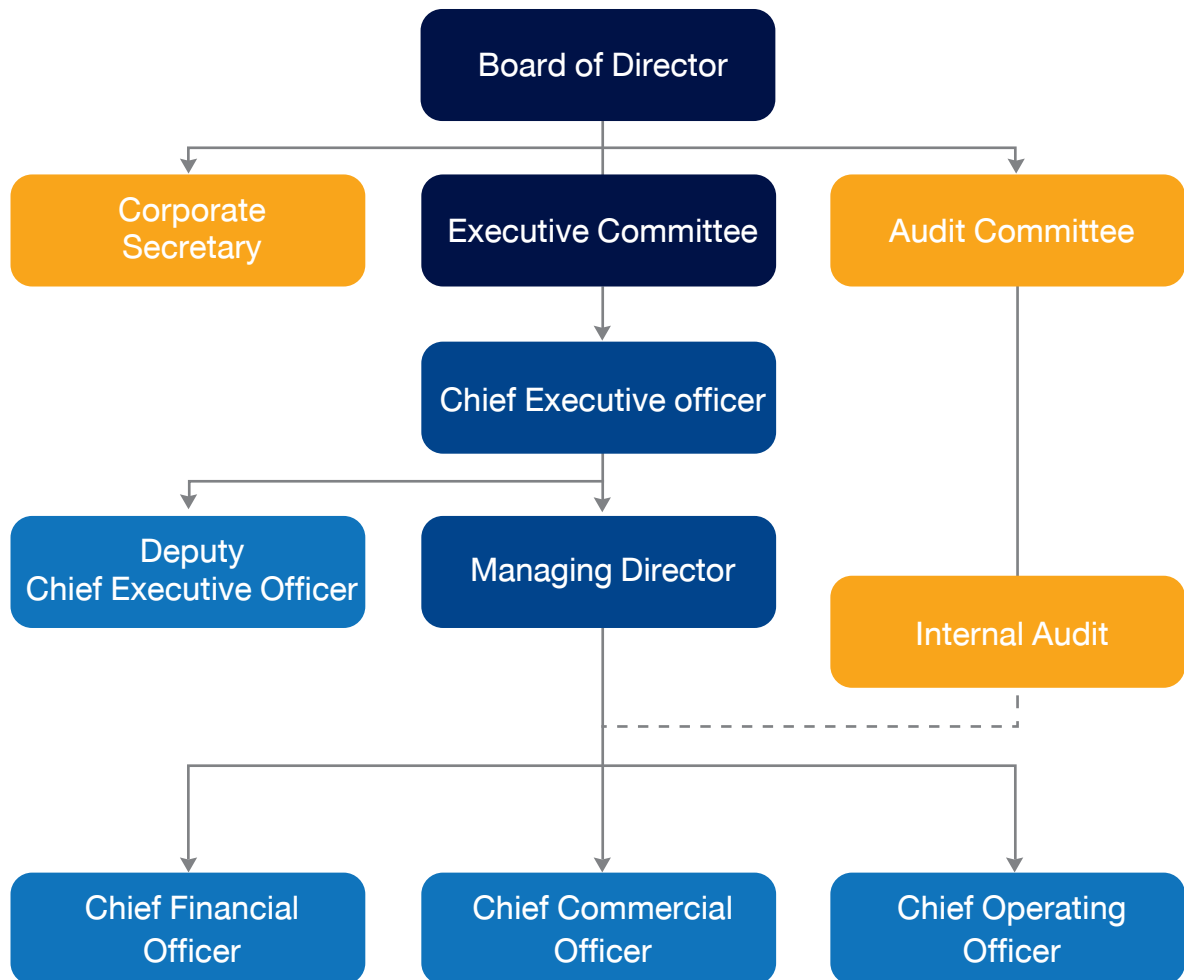 Board of Director
Corporate
Secretary
Executive Committee
Audit Committee
Chief Executive officer
Deputy
Chief Executive Officer
Managing Director
Internal Audit
Chief Financial
Officer
Chief Commercial
Officer
Chief Operating
Officer